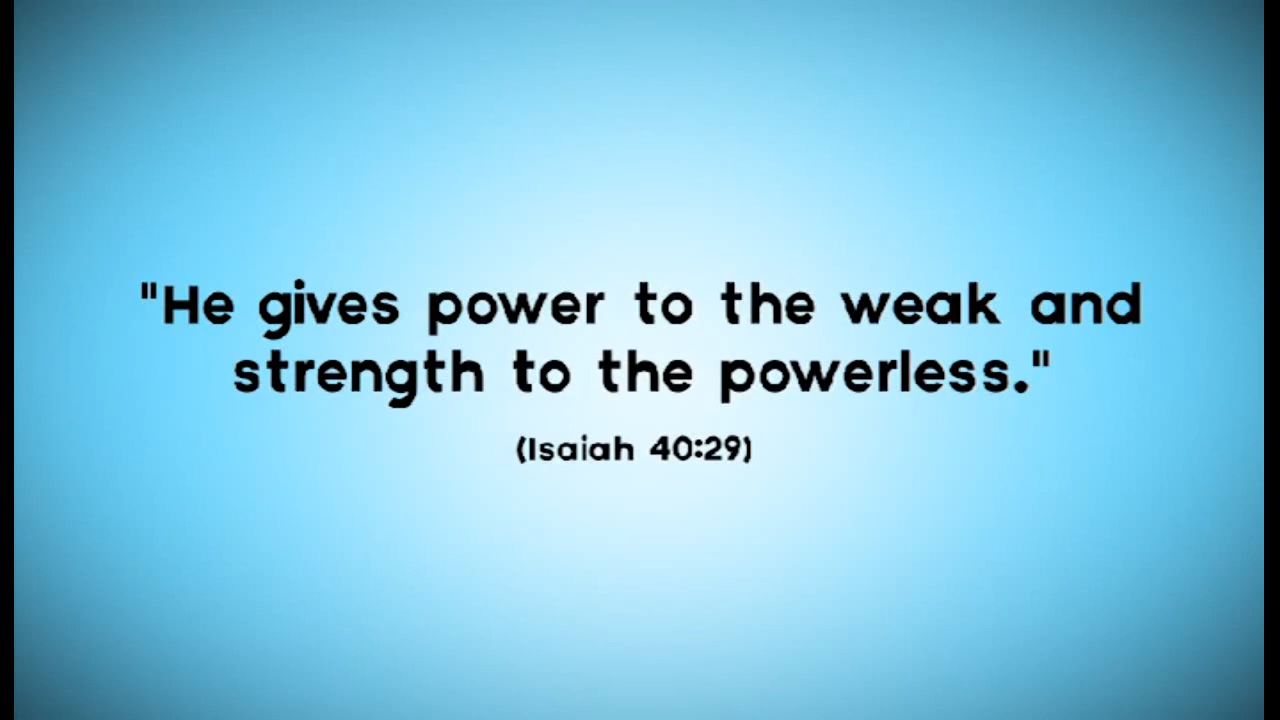 "He gives power to the weak and
strength to the powerless."
(Isaiah 40:29)